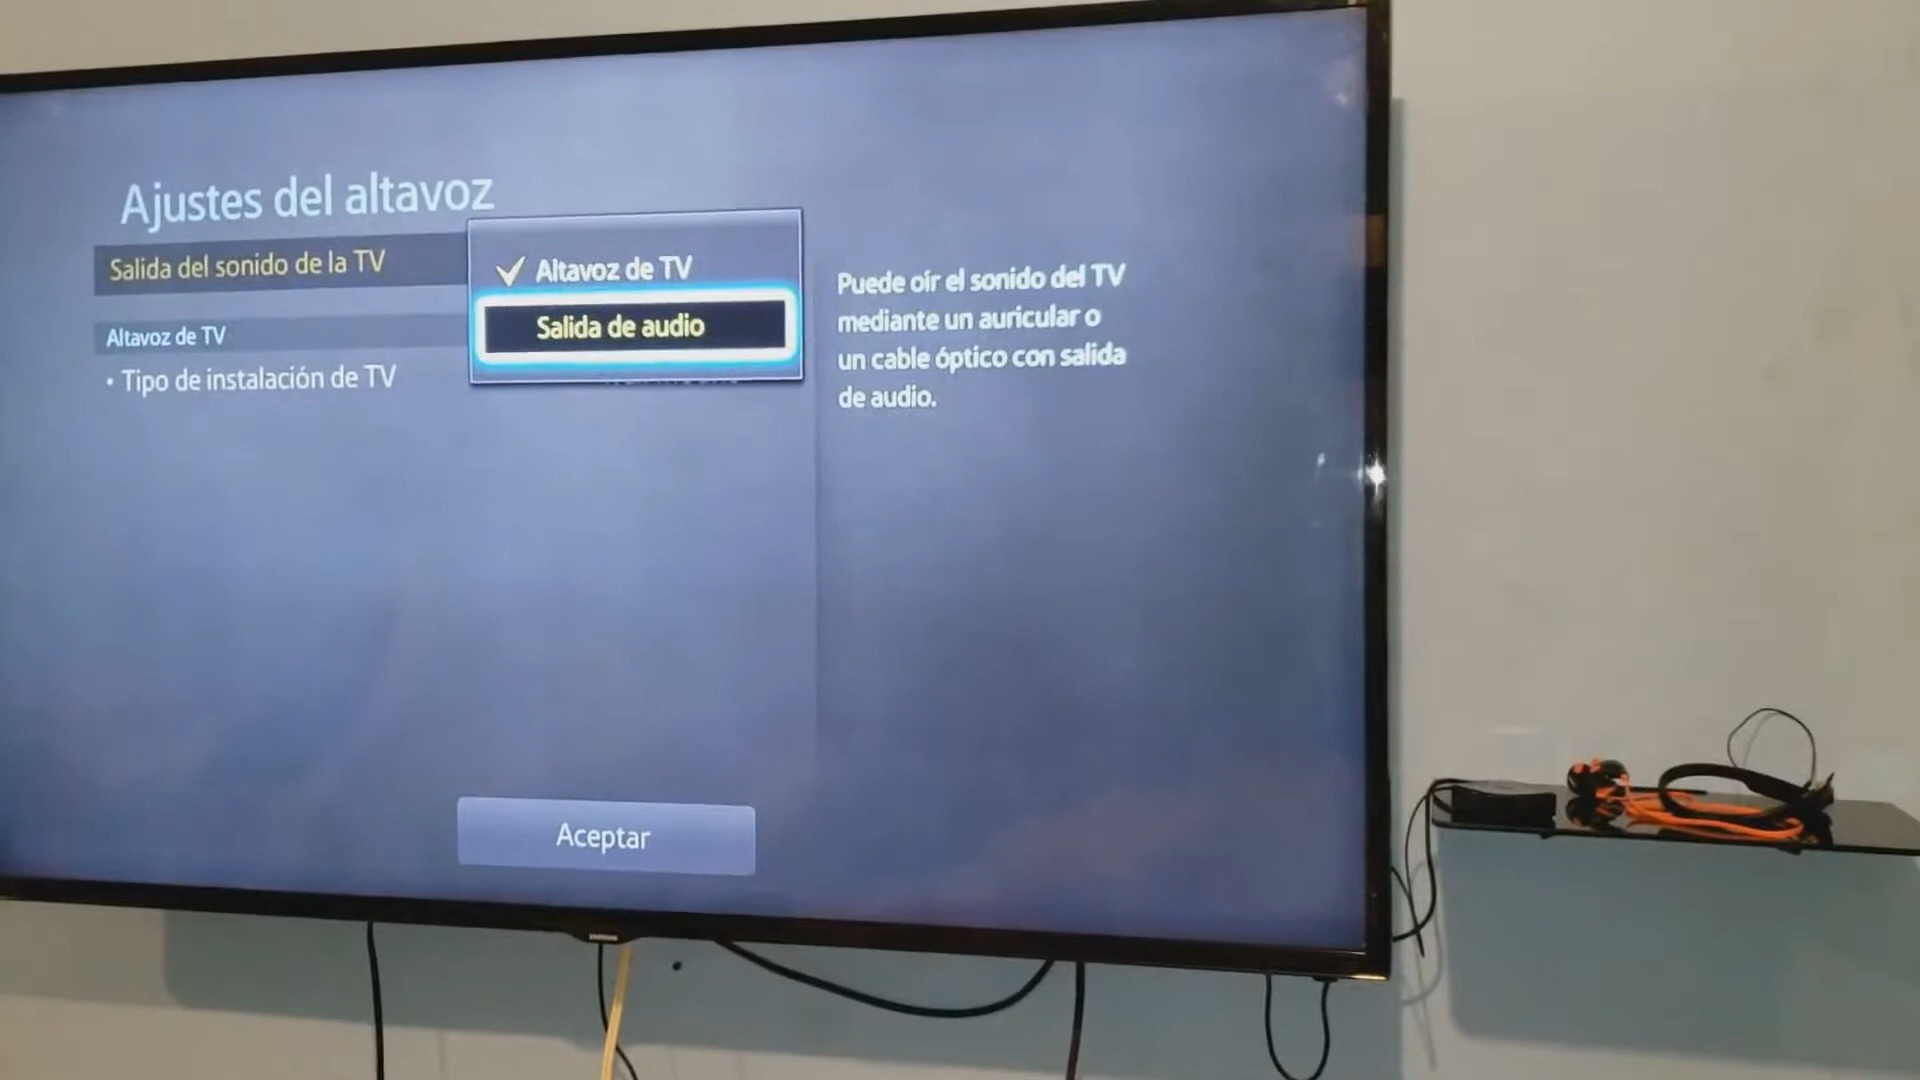 Ajustes del altavoz
Salida del sonido de la TV
Altavoz de TV
Salida de audio
Altavoz de TV
• Tipo de instalación de TV
Puede oír el sonido del TV
mediante un auricular o
un cable óptico con salida
de audio.
Aceptar
SAMSUNG